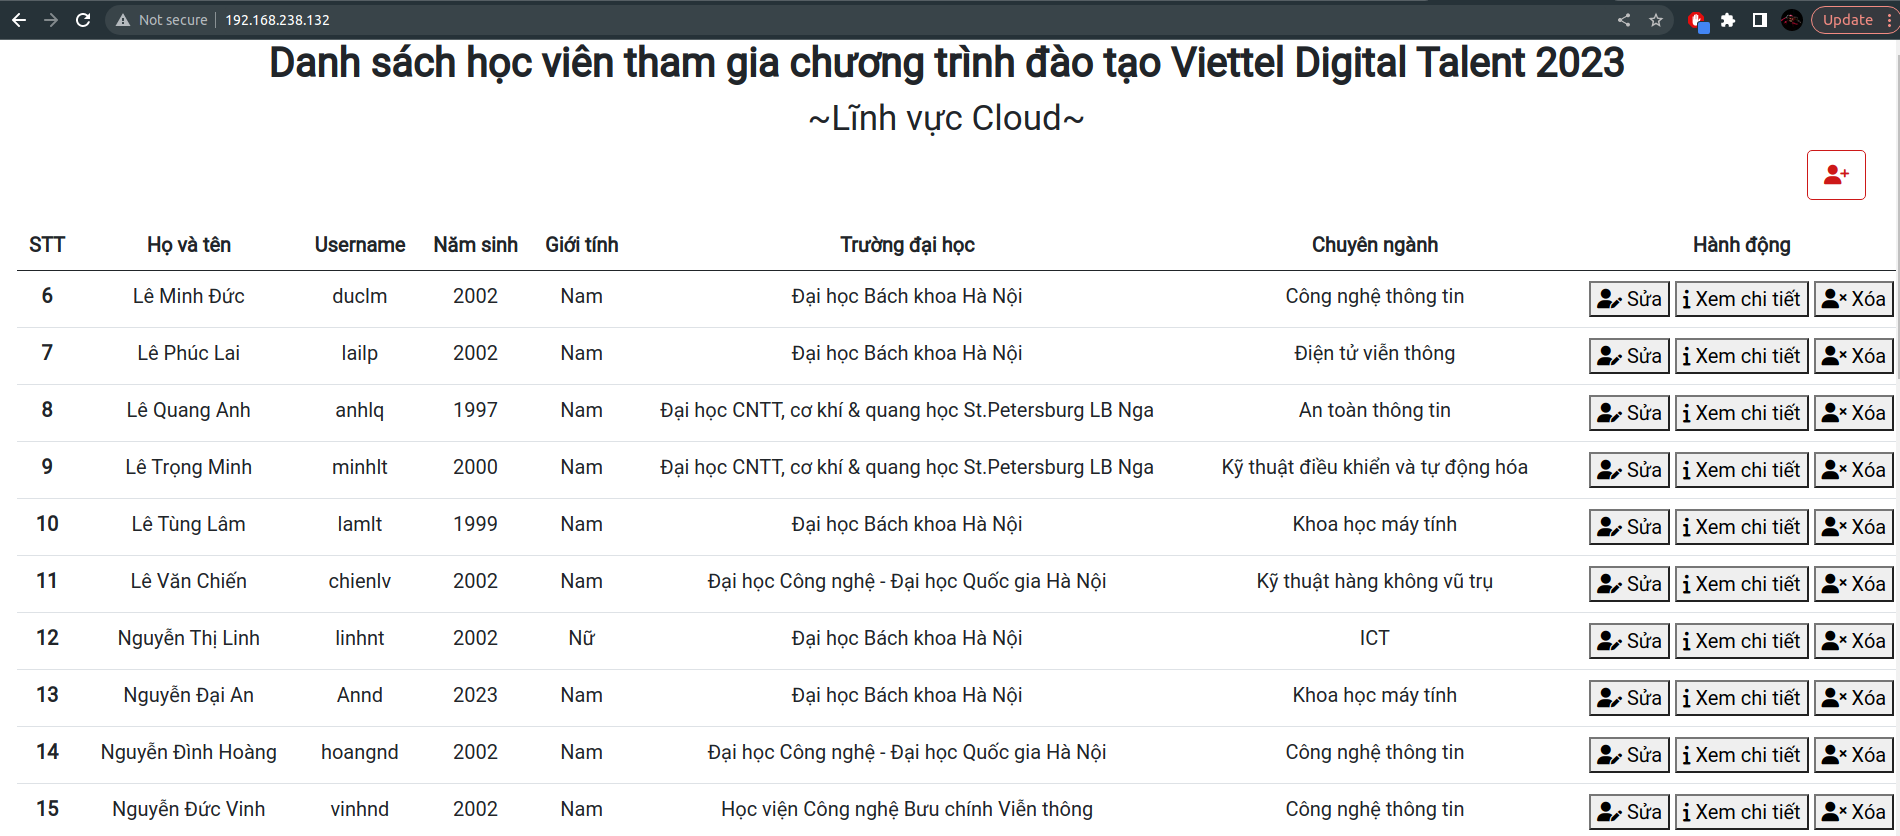 Not secure 192.168.238.132 Update
Danh sách học viên tham gia chương trình đào tạo Viettel Digital Talent 2023
~Lĩnh vực Cloud~
STT Họ và tên Username Năm sinh Giới tính Trường đại học Chuyên ngành Hành động
6 Lê Minh Đức duclm 2002 Nam Đại học Bách khoa Hà Nội Công nghệ thông tin Sửa Xem chi tiết Xóa
7 Lê Phúc Lai lailp 2002 Nam Đại học Bách khoa Hà Nội Điện tử viễn thông Sửa Xem chi tiết Xóa
8 Lê Quang Anh anhlq 1997 Nam Đại học CNTT, cơ khí & quang học St.Petersburg LB Nga An toàn thông tin Sửa Xem chi tiết Xóa
9 Lê Trọng Minh minhlt 2000 Nam Đại học CNTT, cơ khí & quang học St.Petersburg LB Nga Kỹ thuật điều khiển và tự động hóa Sửa Xem chi tiết Xóa
10 Lê Tùng Lâm lamlt 1999 Nam Đại học Bách khoa Hà Nội Khoa học máy tính Sửa Xem chi tiết Xóa
11 Lê Văn Chiến chienlv 2002 Nam Đại học Công nghệ - Đại học Quốc gia Hà Nội Kỹ thuật hàng không vũ trụ Sửa Xem chi tiết Xóa
12 Nguyễn Thị Linh linhnt 2002 Nữ Đại học Bách khoa Hà Nội ICT Sửa Xem chi tiết Xóa
13 Nguyễn Đại An Annd 2023 Nam Đại học Bách khoa Hà Nội Khoa học máy tính Sửa Xem chi tiết Xóa
14 Nguyễn Đình Hoàng hoangnd 2002 Nam Đại học Công nghệ - Đại học Quốc gia Hà Nội Công nghệ thông tin Sửa Xem chi tiết Xóa
15 Nguyễn Đức Vinh vinhnd 2002 Nam Học viện Công nghệ Bưu chính Viễn thông Công nghệ thông tin Sửa Xem chi tiết Xóa